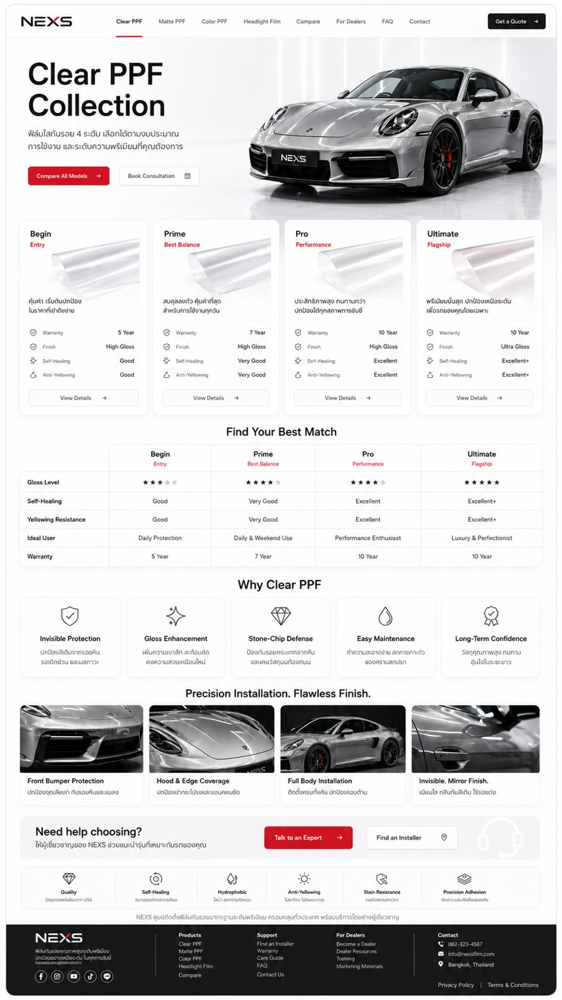 NEXS
Clear PPF
Matte PPF
Color PPF
Headlight Film
Compare
For Dealers
FAQ
Contact
Get a Quote
Clear PPF
Collection
ฟิล์มใสกันรอย 4 ระดับ เลือกได้ตามงบประมาณ
การใช้งาน และระดับความพรีเมียมที่คุณต้องการ
Compare All Models
Book Consultation
NEXS
Begin
Entry
คุ้มค่า เริ่มต้นปกป้อง
ในราคาที่เข้าถึงง่าย
Warranty 5 Year
Finish High Gloss
Self-Healing Good
Anti-Yellowing Good
View Details
Prime
Best Balance
สมดุลลงตัว คุ้มค่าที่สุด
สำหรับการใช้งานทุกวัน
Warranty 7 Year
Finish High Gloss
Self-Healing Very Good
Anti-Yellowing Very Good
View Details
Pro
Performance
ประสิทธิภาพสูง ทนทานกว่า
ปกป้องได้ทุกสภาพการขับขี่
Warranty 10 Year
Finish High Gloss
Self-Healing Excellent
Anti-Yellowing Excellent
View Details
Ultimate
Flagship
พรีเมียมขั้นสุด ปกป้องเหนือระดับ
เพื่อรถของคุณโดยเฉพาะ
Warranty 10 Year
Finish Ultra Gloss
Self-Healing Excellent+
Anti-Yellowing Excellent+
View Details
Find Your Best Match
Begin Prime Pro Ultimate
Entry Best Balance Performance Flagship
Gloss Level ★★★☆☆ ★★★★☆ ★★★★☆ ★★★★★
Self-Healing Good Very Good Excellent Excellent+
Yellowing Resistance Good Very Good Excellent Excellent+
Ideal User Daily Protection Daily & Weekend Use Performance Enthusiast Luxury & Perfectionist
Warranty 5 Year 7 Year 10 Year 10 Year
Why Clear PPF
Invisible Protection
ปกป้องสีเดิมจากรอยหิน
รอยขีดข่วน และมลภาวะ
Gloss Enhancement
เพิ่มความเงาลึก สะท้อนชัด
คงความสวยเหมือนใหม่
Stone-Chip Defense
ป้องกันรอยกระแทกจากหิน
และเศษวัสดุบนท้องถนน
Easy Maintenance
ทำความสะอาดง่าย ลดการเกาะตัว
ของคราบสกปรก
Long-Term Confidence
วัสดุคุณภาพสูง ทนทาน
อุ่นใจในระยะยาว
Precision Installation. Flawless Finish.
NEXS
Front Bumper Protection
ปกป้องจุดเสี่ยงถ้า กันรอยหินและแมลง
Hood & Edge Coverage
ปกป้องฝากระโปรงและขอบคมชัด
Full Body Installation
ติดตั้งครบทั้งคัน ปกป้องรอบด้าน
Invisible. Mirror Finish.
เนียนใส กลืนกับสีเดิม ไร้รอยต่อ
Need help choosing?
ให้ผู้เชี่ยวชาญของ NEXS ช่วยแนะนำรุ่นที่เหมาะกับรถของคุณ
Talk to an Expert
Find an Installer
Quality
วัสดุเกรดพรีเมียมจาก USA
Self-Healing
สมานรอยด้วยความร้อน
Hydrophobic
ไล่น้ำ ลดคราบด้วยตน
Anti-Yellowing
ไม่เหลือง ไม่หมองง่าย
Stain Resistance
ทนต่อคราบสกปรก
Precision Adhesion
ยึดเกาะแน่น ติดตั้งปลอดภัย
NEXS ศูนย์ติดตั้งฟิล์มกันรอยมาตรฐานระดับพรีเมียม ครอบคลุมทั่วประเทศ พร้อมบริการโดยช่างผู้เชี่ยวชาญ
NEXS
ฟิล์มกันรอยคุณภาพสูงระดับพรีเมียม
ปกป้องอย่างเหนือระดับ ในทุกการขับขี่
Products
Clear PPF
Matte PPF
Color PPF
Headlight Film
Compare
Support
Find an Installer
Warranty
Care Guide
FAQ
Contact Us
For Dealers
Become a Dealer
Dealer Resources
Training
Marketing Materials
Contact
062-323-4567
info@nexsfilm.com
Bangkok, Thailand
Privacy Policy | Terms & Conditions